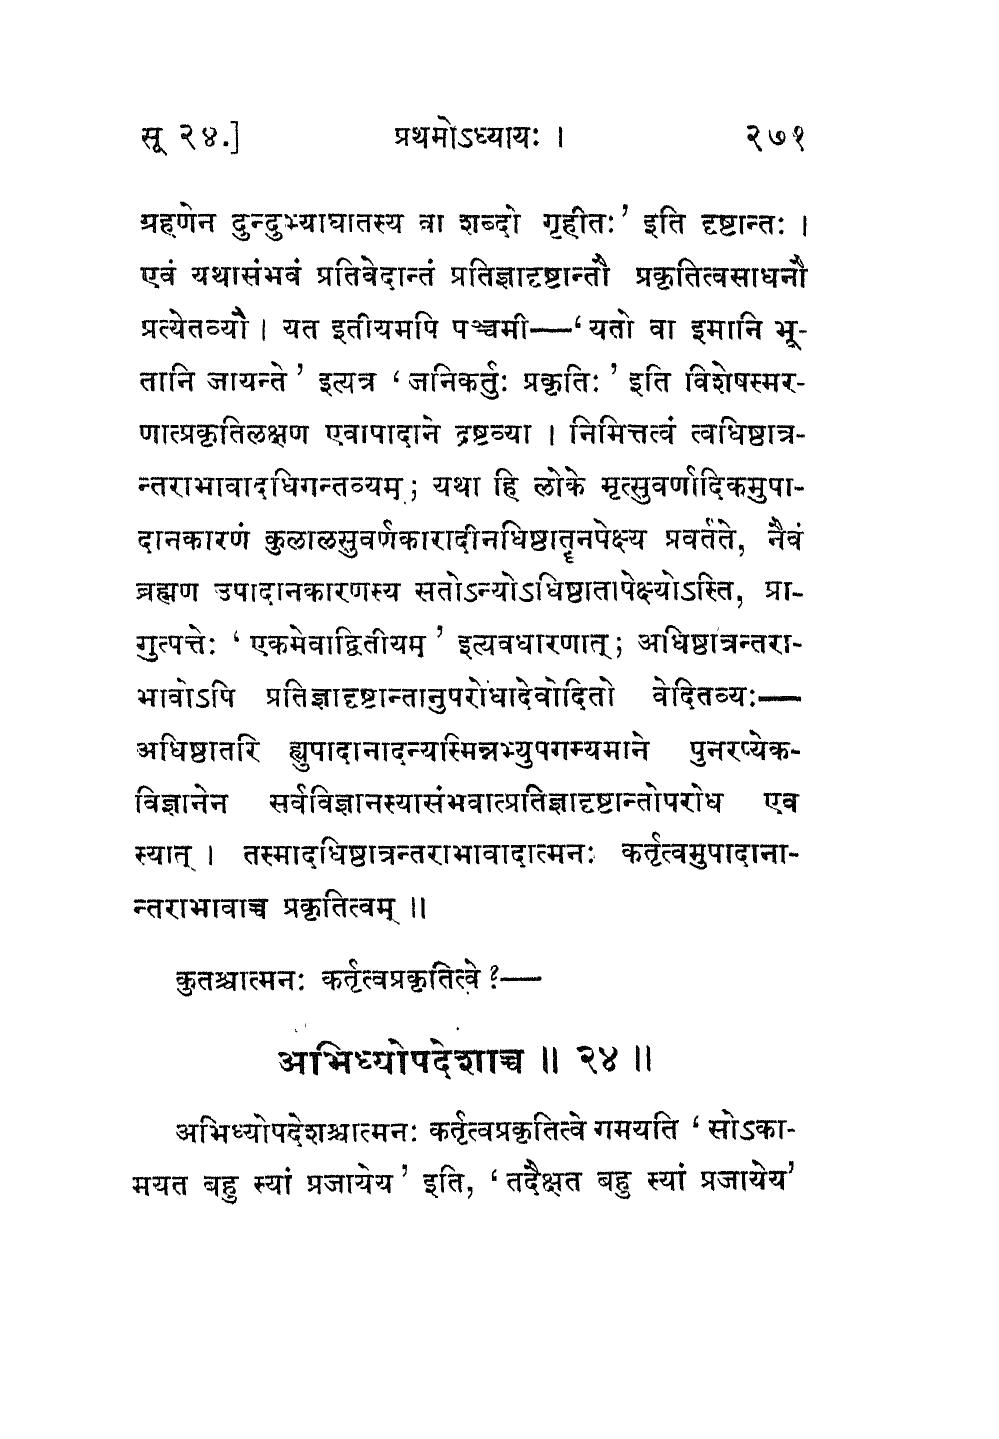 सू २४.] प्रथमोऽध्यायः । २७१
ग्रहणेन दुन्दुभ्याघातस्य वा शब्दो गृहीतः’ इति दृष्टान्तः ।
एवं यथासंभवं प्रतिवेदान्तं प्रतिज्ञादृष्टान्तौ प्रकृतित्वसाधनौ
प्रत्येतव्यौ । यत इतीयमपि पञ्चमी—‘यतो वा इमानि भू-
तानि जायन्ते’ इत्यत्र ‘जनिकर्तुः प्रकृतिः’ इति विशेषस्मर-
णात्प्रकृतिलक्षण एवापादाने द्रष्टव्या । निमित्तत्वं त्वधिष्ठात्र-
न्तराभावादधिगन्तव्यम्; यथा हि लोके मृत्सुवर्णादिकमुपा-
दानकारणं कुलालसुवर्णकारादीनधिष्ठातॄनपेक्ष्य प्रवर्तते, नैवं
ब्रह्मण उपादानकारणस्य सतोऽन्योऽधिष्ठातापेक्ष्योऽस्ति, प्रा-
गुत्पत्तेः ‘एकमेवाद्वितीयम्’ इत्यवधारणात्; अधिष्ठात्रन्तरा-
भावोऽपि प्रतिज्ञादृष्टान्तानुपरोधादेवोदितो वेदितव्यः—
अधिष्ठातरि ह्युपादानादन्यस्मिन्नभ्युपगम्यमाने पुनरप्येक-
विज्ञानेन सर्वविज्ञानस्यासंभवात्प्रतिज्ञादृष्टान्तोपरोध एव
स्यात् । तस्मादधिष्ठात्रन्तराभावादात्मनः कर्तृत्वमुपादाना-
न्तराभावाच्च प्रकृतित्वम् ॥
कुतश्चात्मनः कर्तृत्वप्रकृतित्वे ?—
अभिध्योपदेशाच्च ॥ २४ ॥
अभिध्योपदेशश्चात्मनः कर्तृत्वप्रकृतित्वे गमयति ‘सोऽका-
मयत बहु स्यां प्रजायेय’ इति, ‘तदैक्षत बहु स्यां प्रजायेय’